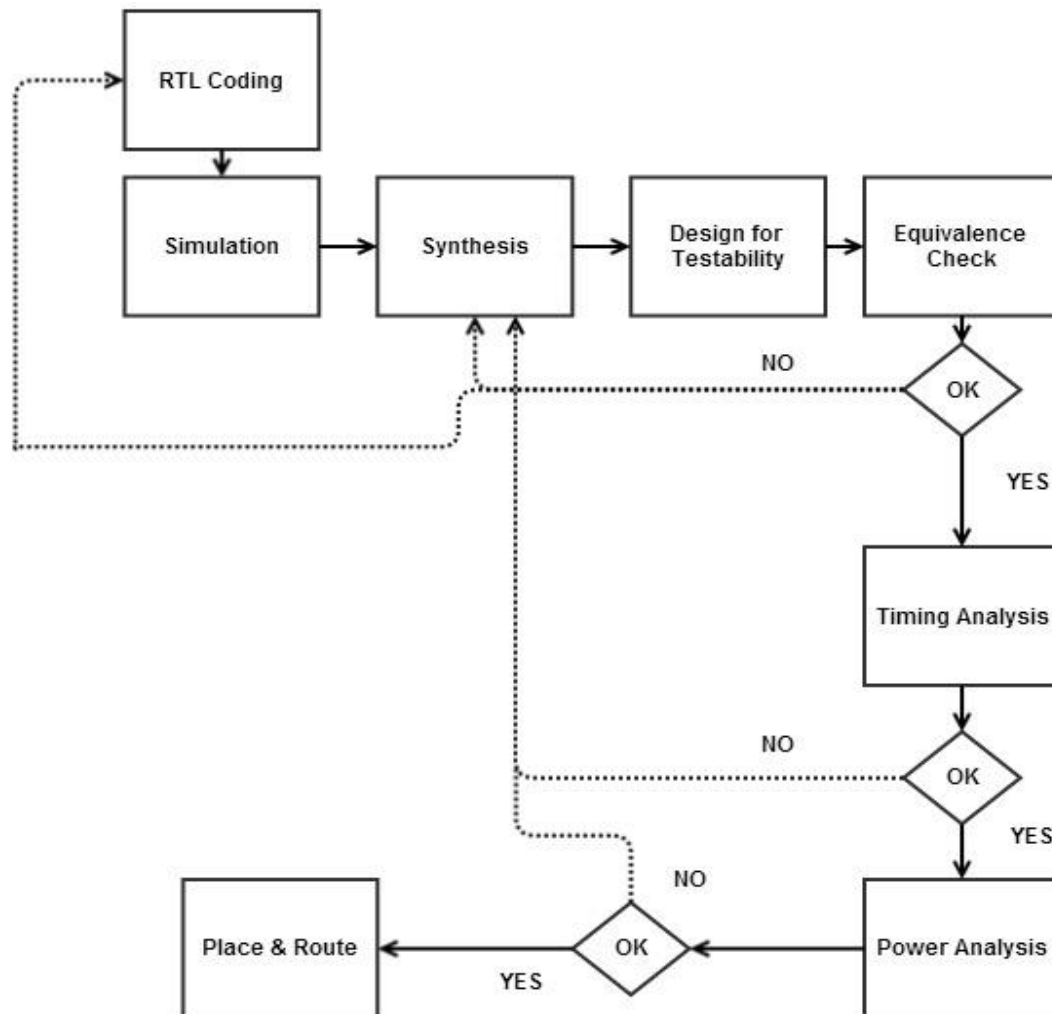 RTL Coding
Simulation
Synthesis
Design for
Testability
Equivalence
Check
NO
OK
YES
Timing Analysis
NO
OK
YES
NO
Place & Route
OK
Power Analysis
YES